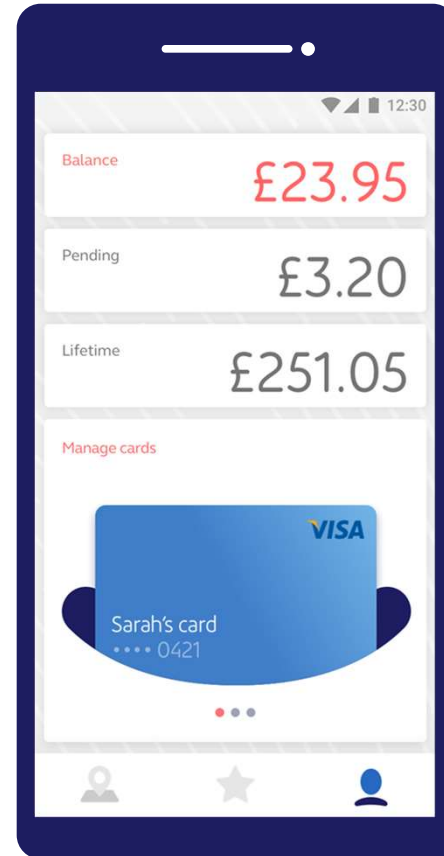 12:30
Balance
£23.95
Pending
£3.20
Lifetime
£251.05
Manage cards
VISA
Sarah's card
•••• 0421